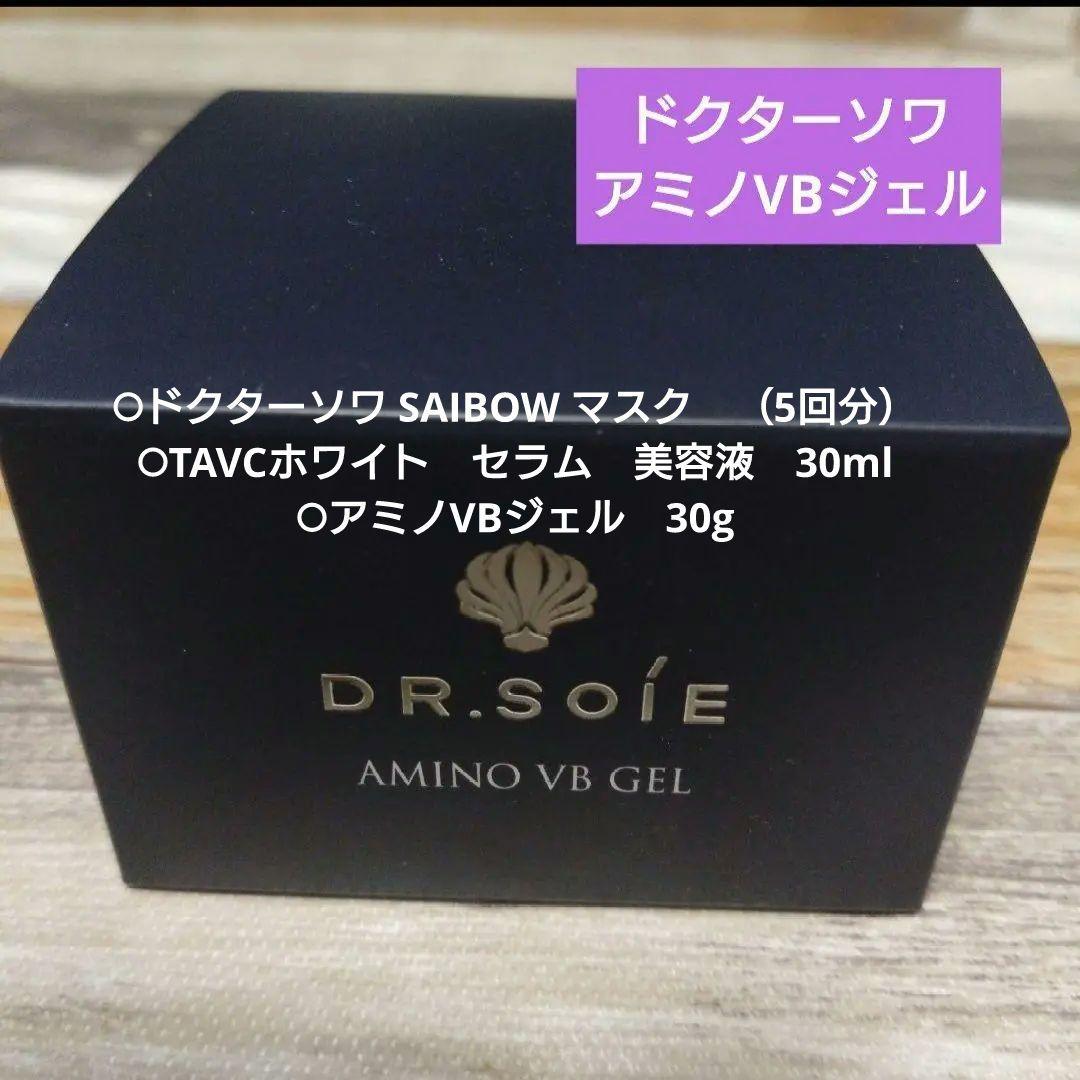 ドクターソワ
アミノVBジェル
○ドクターソワ SAIBOW マスク　（5回分）
○TAVCホワイト　セラム　美容液　30ml
○アミノVBジェル　30g
DR.SOÍE
AMINO VB GEL